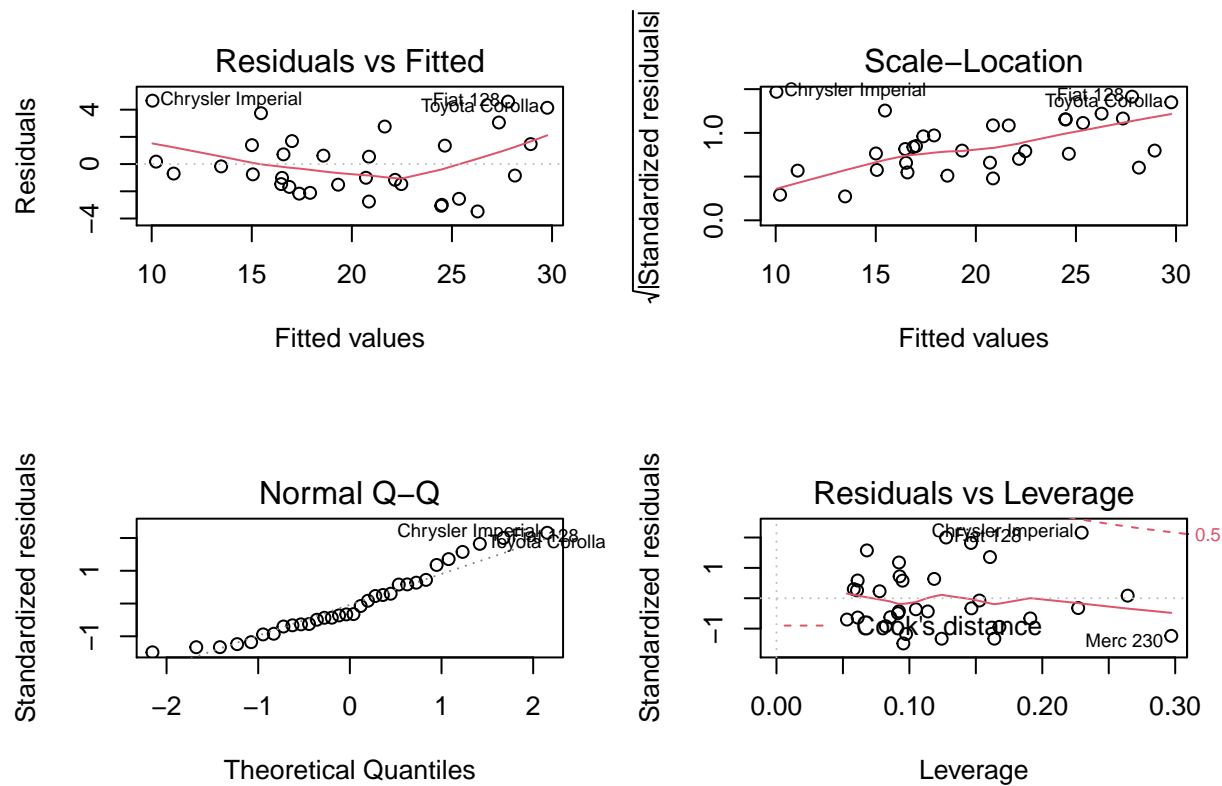 Residuals vs Fitted
Residuals
4
0
−4
Chrysler Imperial
Fiat 128
Toyota Corolla
10 15 20 25 30
Fitted values
Scale−Location
√|Standardized residuals|
1.0
0.0
Chrysler Imperial
Fiat 128
Toyota Corolla
10 15 20 25 30
Fitted values
Normal Q−Q
Standardized residuals
1
−1
Chrysler Imperial
Fiat 128
Toyota Corolla
−2 −1 0 1 2
Theoretical Quantiles
Residuals vs Leverage
Standardized residuals
1
−1
Chrysler Imperial
Fiat 128
0.5
Cook's distance
Merc 230
0.00 0.10 0.20 0.30
Leverage